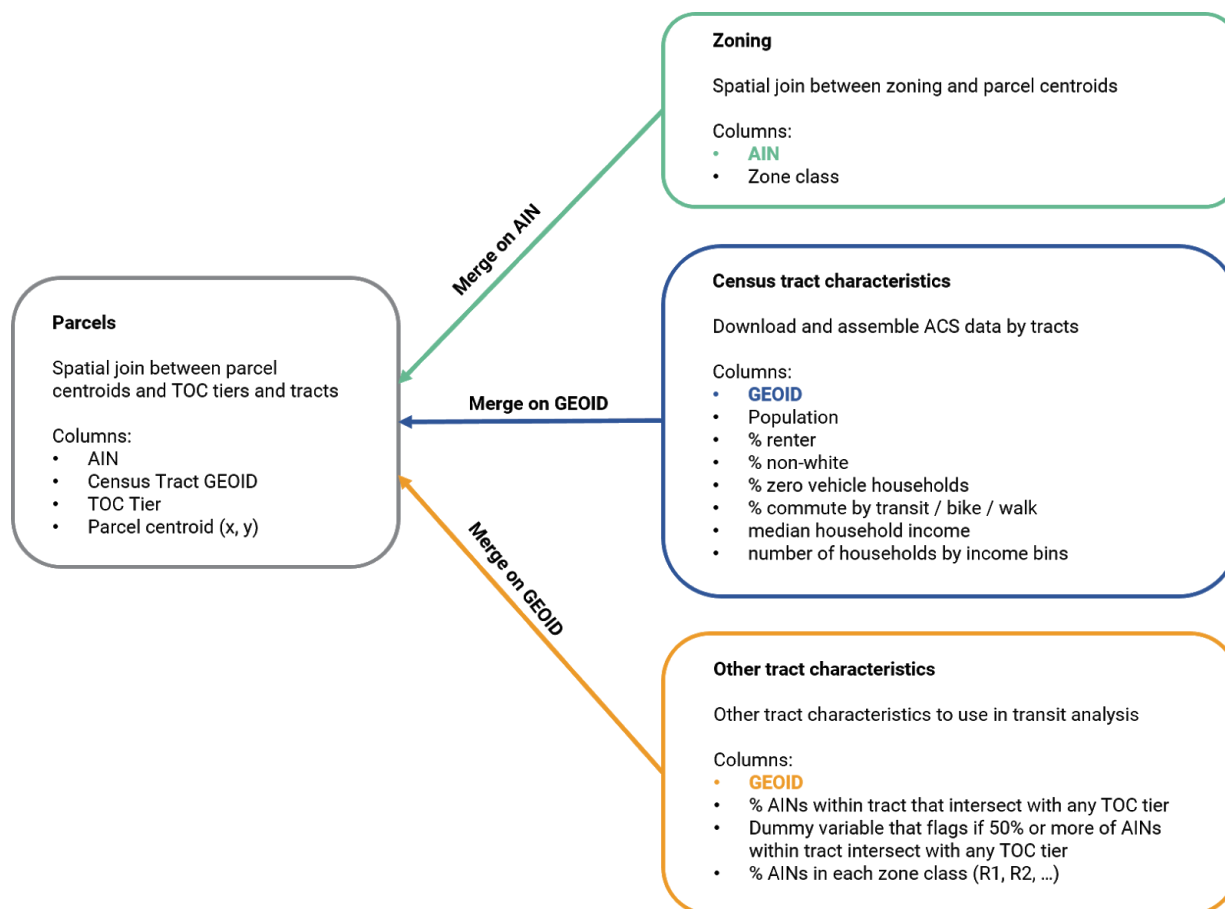 Zoning
Spatial join between zoning and parcel centroids
Columns:
• AIN
• Zone class
Merge on AIN
Parcels
Spatial join between parcel
centroids and TOC tiers and tracts
Columns:
• AIN
• Census Tract GEOID
• TOC Tier
• Parcel centroid (x, y)
Merge on GEOID
Census tract characteristics
Download and assemble ACS data by tracts
Columns:
• GEOID
• Population
• % renter
• % non-white
• % zero vehicle households
• % commute by transit / bike / walk
• median household income
• number of households by income bins
Merge on GEOID
Other tract characteristics
Other tract characteristics to use in transit analysis
Columns:
• GEOID
• % AINs within tract that intersect with any TOC tier
• Dummy variable that flags if 50% or more of AINs
within tract intersect with any TOC tier
• % AINs in each zone class (R1, R2, ...)